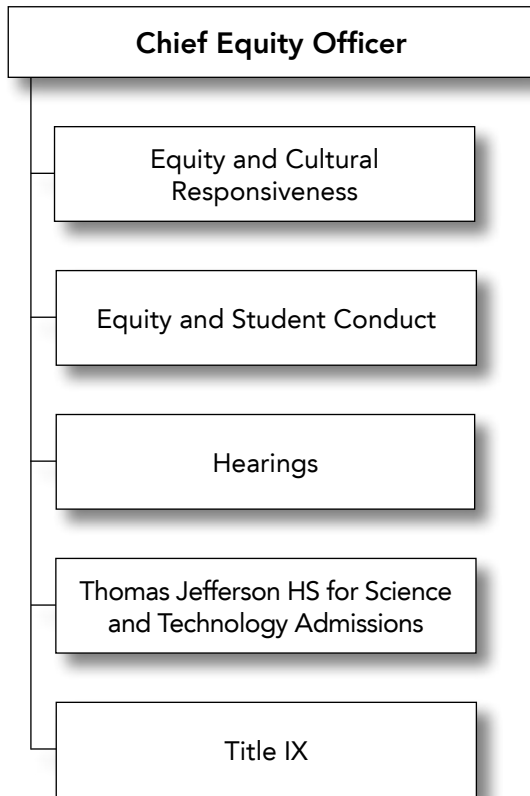 Chief Equity Officer
Equity and Cultural
Responsiveness
Equity and Student Conduct
Hearings
Thomas Jefferson HS for Science
and Technology Admissions
Title IX